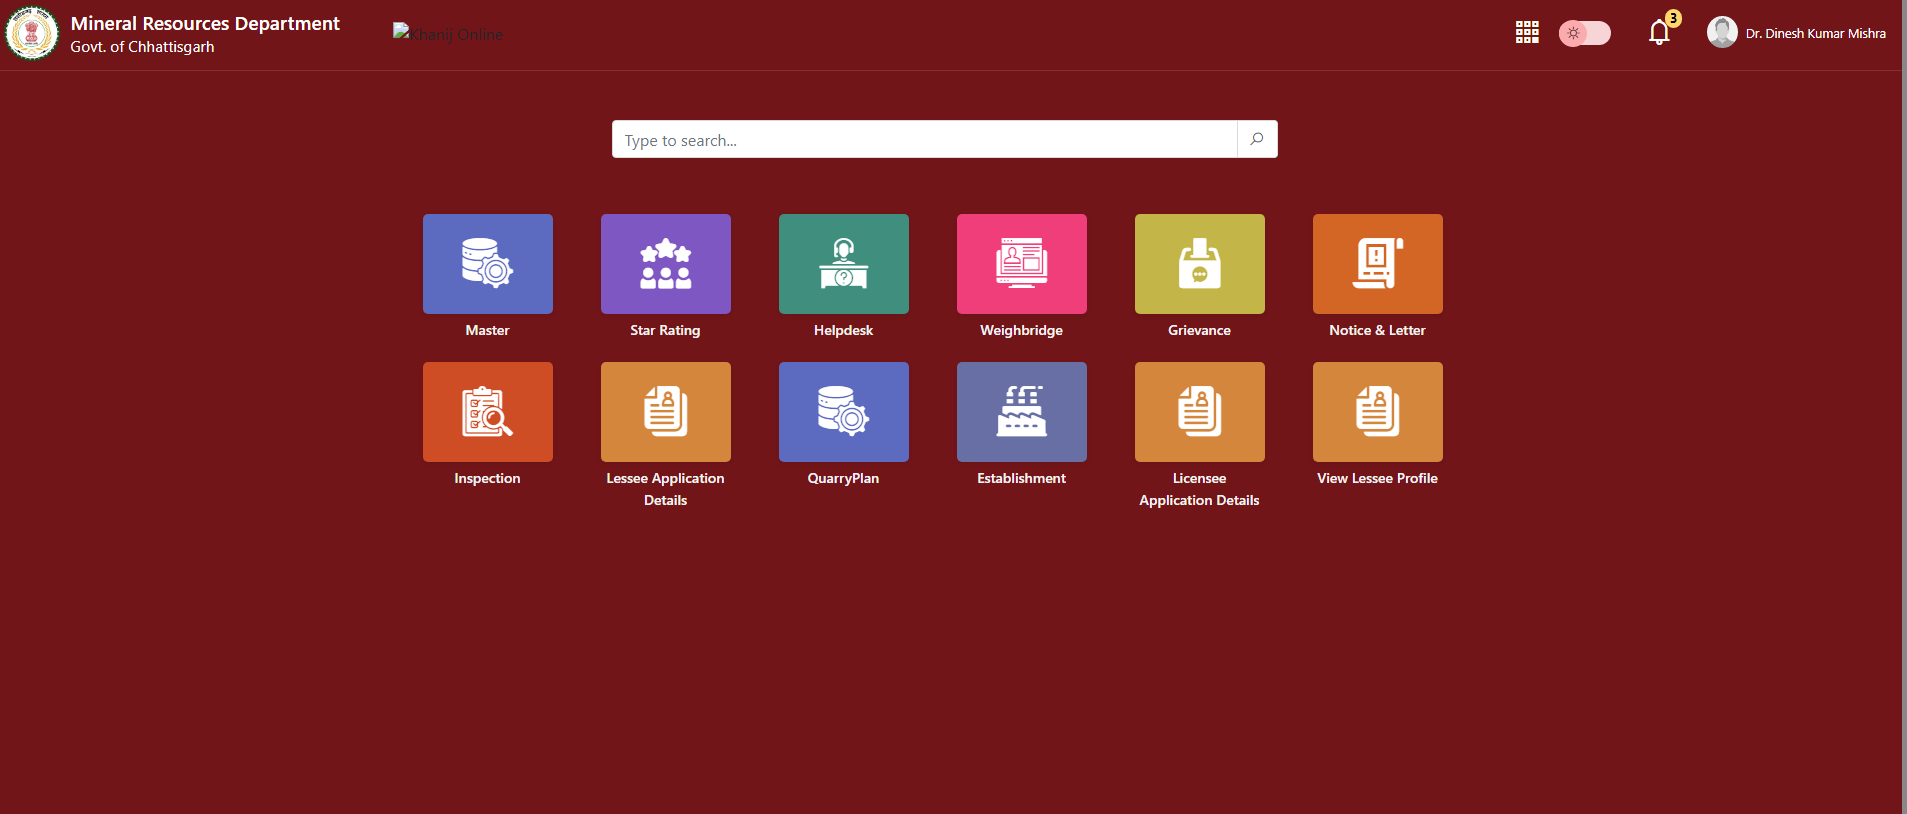 Mineral Resources Department
Govt. of Chhattisgarh
Khanij Online
3
Dr. Dinesh Kumar Mishra
Type to search...
Master
Star Rating
Helpdesk
Weighbridge
Grievance
Notice & Letter
Inspection
Lessee Application
Details
QuarryPlan
Establishment
Licensee
Application Details
View Lessee Profile